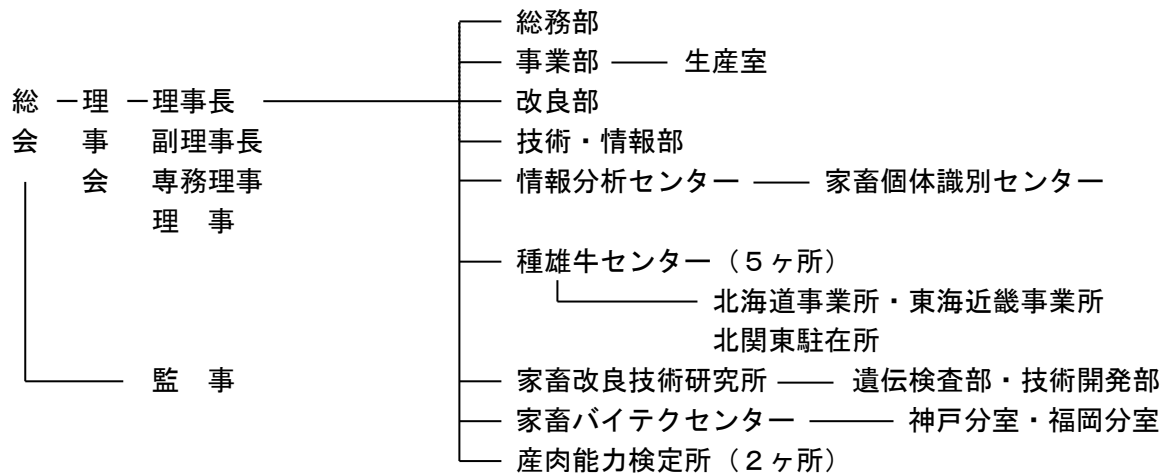 総務部
事業部 生産室
総 理 理事長 改良部
会 事 副理事長 技術・情報部
会 専務理事 情報分析センター 家畜個体識別センター
理 事
種雄牛センター（５ヶ所）
北海道事業所・東海近畿事業所
北関東駐在所
監 事 家畜改良技術研究所 遺伝検査部・技術開発部
家畜バイテクセンター 神戸分室・福岡分室
産肉能力検定所（２ヶ所）